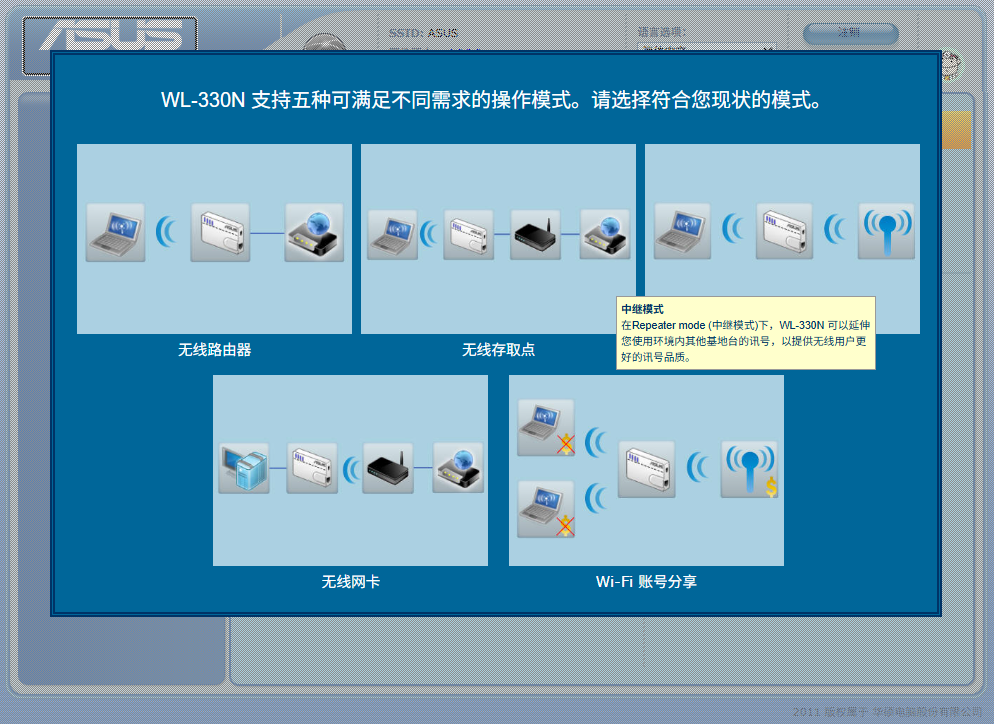 ASUS
SSID: ASUS
语言选项:
注销
WL-330N 支持五种可满足不同需求的操作模式。请选择符合您现状的模式。
无线路由器
无线存取点
中继模式
在Repeater mode (中继模式)下，WL-330N 可以延伸
您使用环境内其他基地台的讯号，以提供无线用户更
好的讯号品质。
无线网卡
Wi-Fi 账号分享
2011 版权属于 华硕电脑股份有限公司